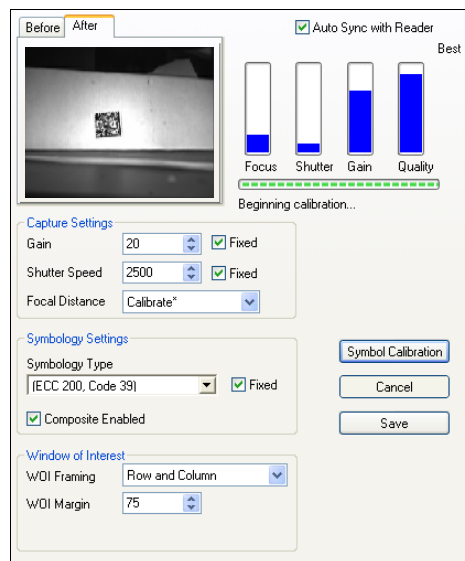 Before After
Auto Sync with Reader
Best
Focus Shutter Gain Quality
Beginning calibration...
Capture Settings
Gain 20 Fixed
Shutter Speed 2500 Fixed
Focal Distance Calibrate*
Symbology Settings
Symbology Type
(ECC 200, Code 39) Fixed
Composite Enabled
Symbol Calibration
Cancel
Save
Window of Interest
WOI Framing Row and Column
WOI Margin 75